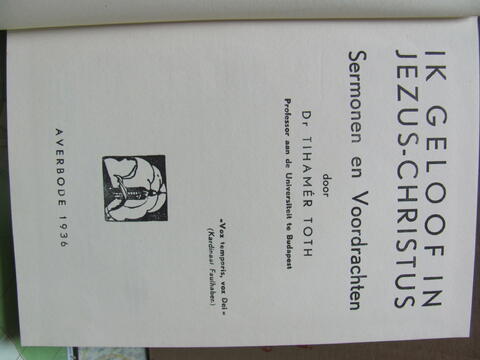 IK GELOOF IN
JEZUS-CHRISTUS
Sermonen en Voordrachten
door
Dr TIHAMÉR TOTH
Professor aan de Universiteit te Budapest
«Vox temporis, vox Dei»
(Kardinaal Faulhaber.)
AVERBODE 1936